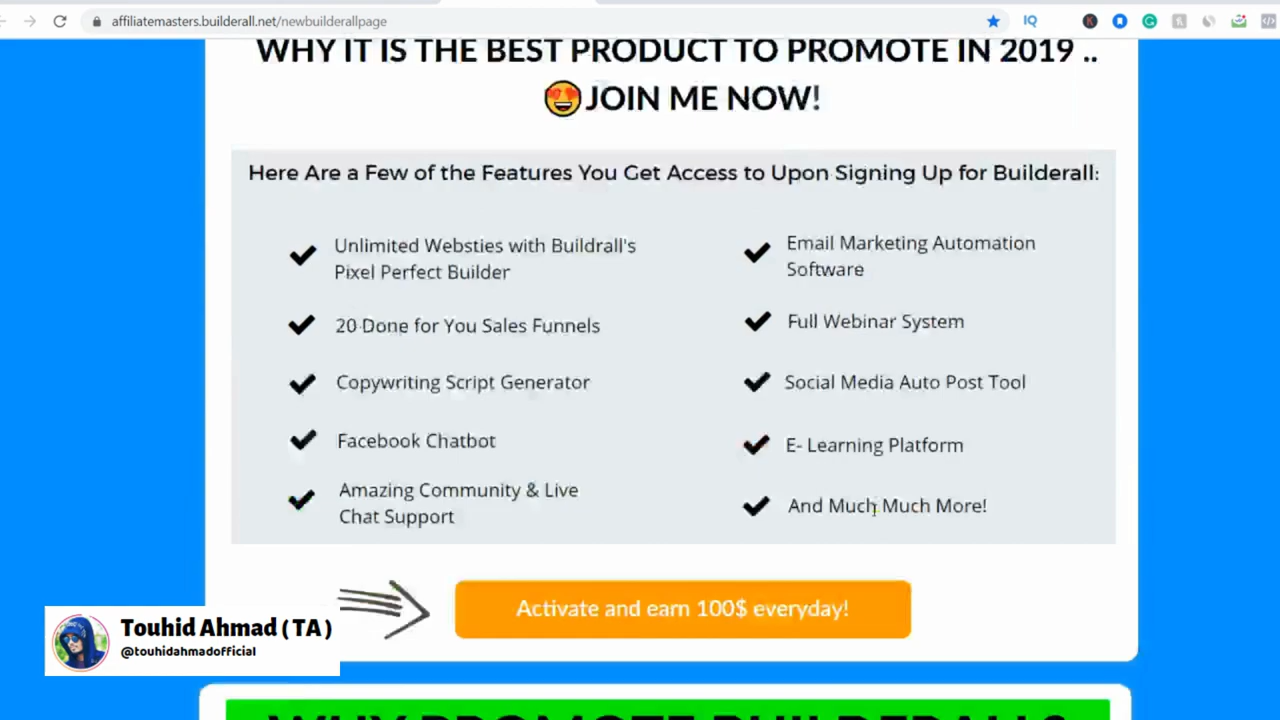 affiliatemasters.builderall.net/newbuilderallpage
IQ
WHY IT IS THE BEST PRODUCT TO PROMOTE IN 2019 ..
JOIN ME NOW!
Here Are a Few of the Features You Get Access to Upon Signing Up for Builderall:
Unlimited Websties with Buildrall's
Pixel Perfect Builder
20 Done for You Sales Funnels
Copywriting Script Generator
Facebook Chatbot
Amazing Community & Live
Chat Support
Email Marketing Automation
Software
Full Webinar System
Social Media Auto Post Tool
E- Learning Platform
And Much Much More!
Activate and earn 100$ everyday!
Touhid Ahmad ( TA )
@touhidahmadofficial
WHY PROMOTE BUILDERALL?